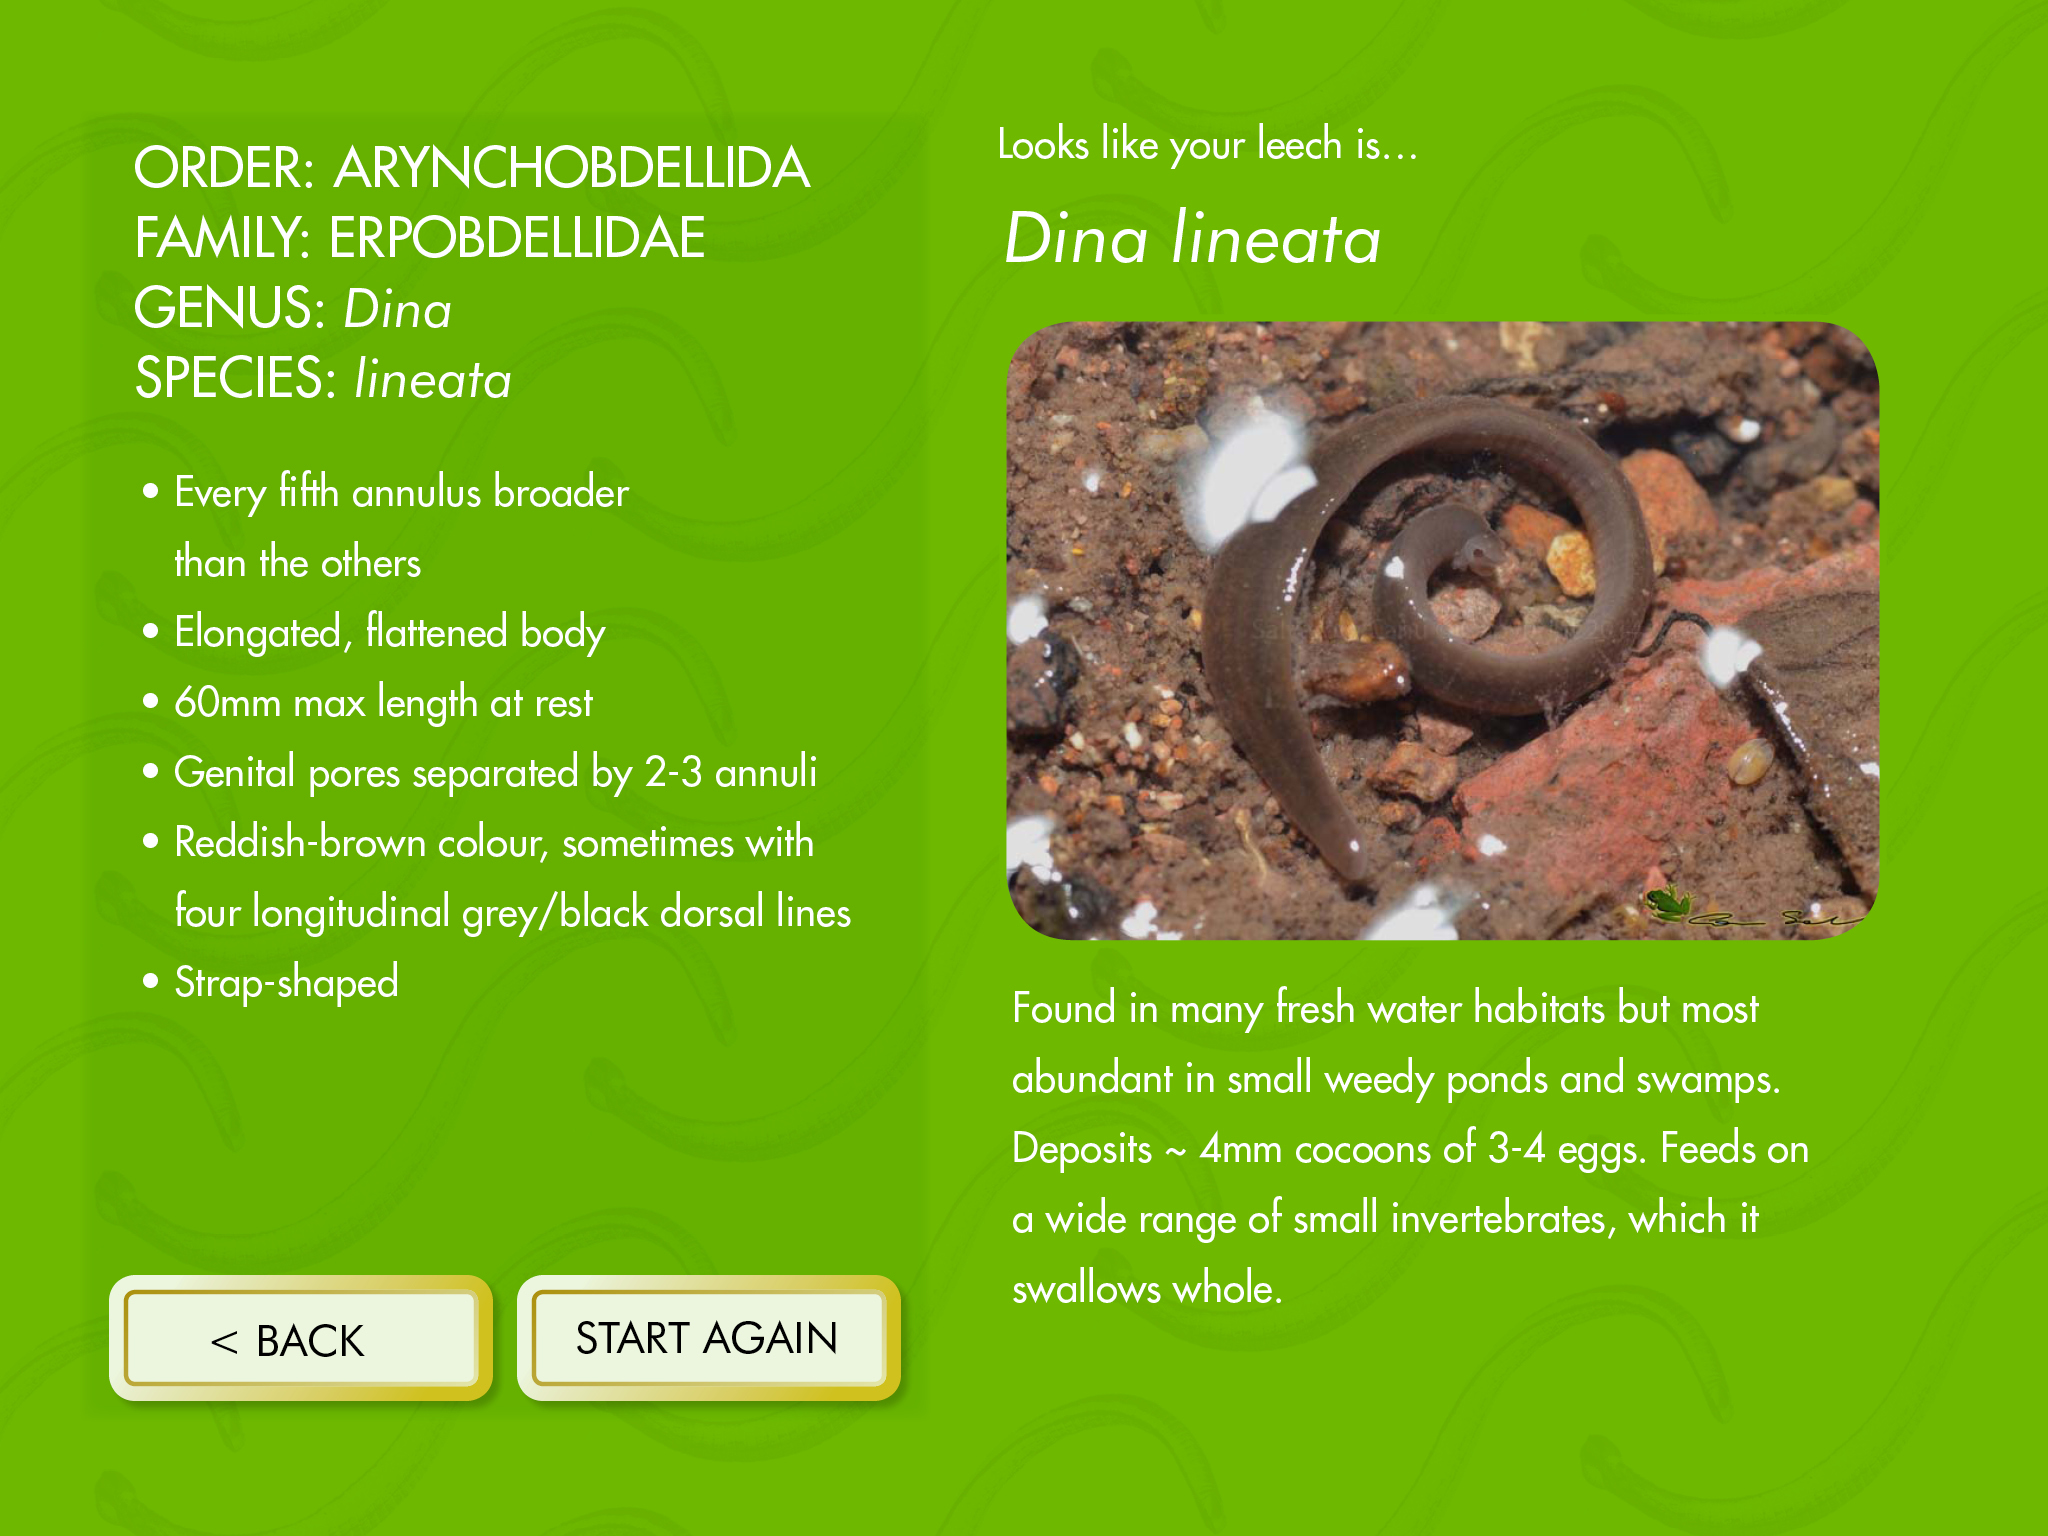 ORDER: ARYNCHOBDELLIDA
FAMILY: ERPOBDELLIDAE
GENUS: Dina
SPECIES: lineata
• Every fifth annulus broader
than the others
• Elongated, flattened body
• 60mm max length at rest
• Genital pores separated by 2-3 annuli
• Reddish-brown colour, sometimes with
four longitudinal grey/black dorsal lines
• Strap-shaped
< BACK
START AGAIN
Looks like your leech is...
Dina lineata
Found in many fresh water habitats but most
abundant in small weedy ponds and swamps.
Deposits ~ 4mm cocoons of 3-4 eggs. Feeds on
a wide range of small invertebrates, which it
swallows whole.